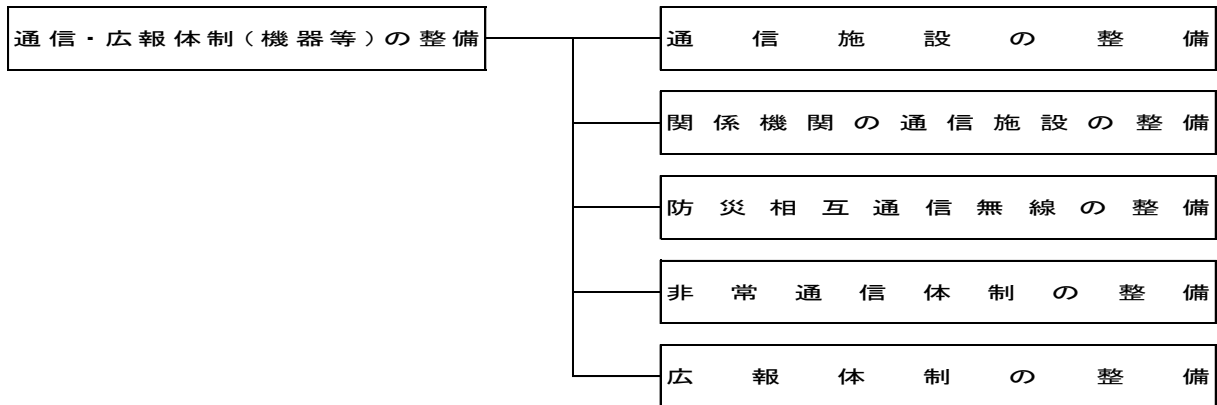 通信・広報体制（機器等）の整備
通信施設の整備
関係機関の通信施設の整備
防災相互通信無線の整備
非常通信体制の整備
広報体制の整備